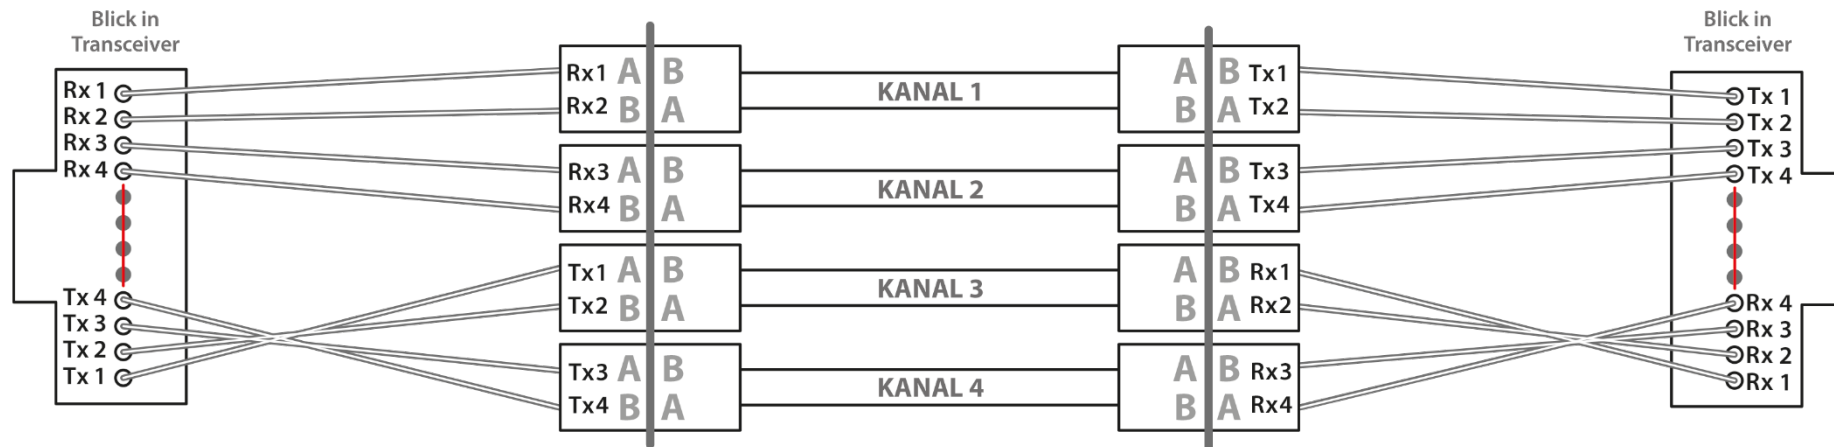 Blick in
Transceiver
Rx 1
Rx 2
Rx 3
Rx 4
Tx 4
Tx 3
Tx 2
Tx 1
Rx1 A B
Rx2 B A
Rx3 A B
Rx4 B A
Tx1 A B
Tx2 B A
Tx3 A B
Tx4 B A
KANAL 1
KANAL 2
KANAL 3
KANAL 4
A B Tx1
B A Tx2
A B Tx3
B A Tx4
A B Rx1
B A Rx2
A B Rx3
B A Rx4
Blick in
Transceiver
Tx 1
Tx 2
Tx 3
Tx 4
Rx 4
Rx 3
Rx 2
Rx 1